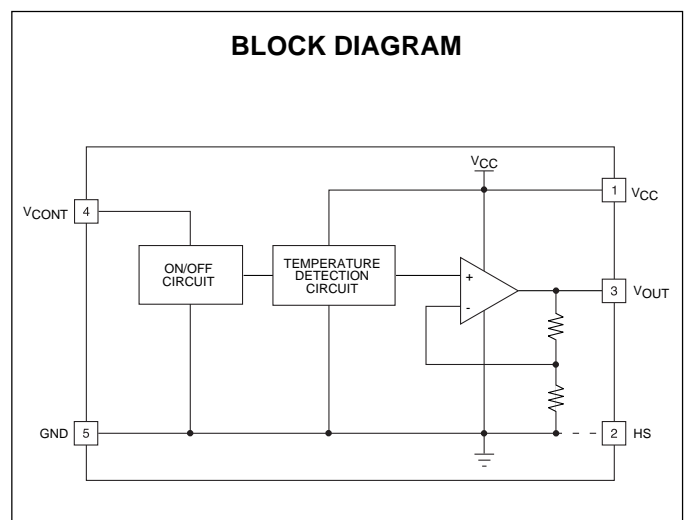 BLOCK DIAGRAM
VCC
1 VCC
VCONT 4
ON/OFF
CIRCUIT
TEMPERATURE
DETECTION
CIRCUIT
+
-
3 VOUT
GND 5
2 HS